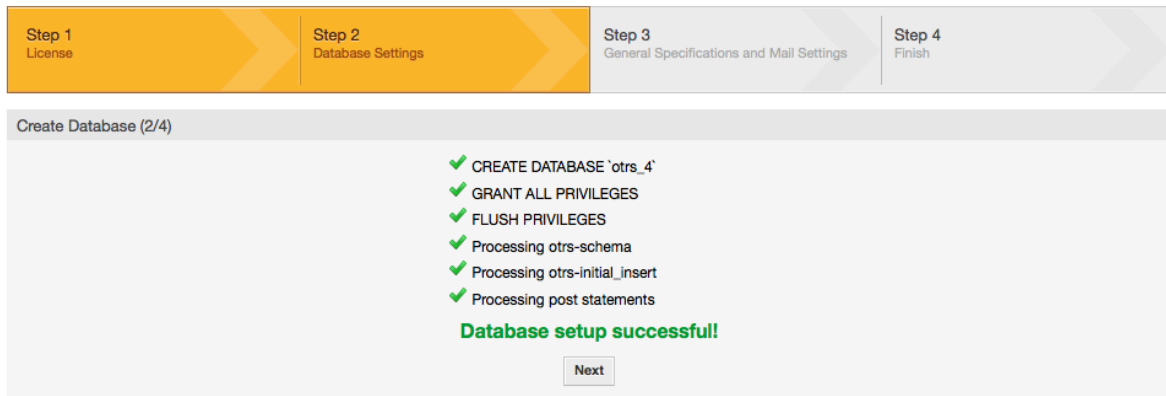 Step 1
License
Step 2
Database Settings
Step 3
General Specifications and Mail Settings
Step 4
Finish
Create Database (2/4)
CREATE DATABASE `otrs_4`
GRANT ALL PRIVILEGES
FLUSH PRIVILEGES
Processing otrs-schema
Processing otrs-initial_insert
Processing post statements
Database setup successful!
Next